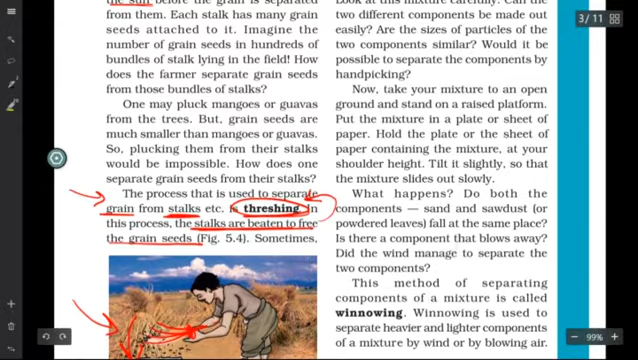 the sun before the grain is separated
from them. Each stalk has many grain
seeds attached to it. Imagine the
number of grain seeds in hundreds of
bundles of stalk lying in the field! How
does the farmer separate grain seeds
from those bundles of stalks?
One may pluck mangoes or guavas
from the trees. But, grain seeds are
much smaller than mangoes or guavas.
So, plucking them from their stalks
would be impossible. How does one
separate grain seeds from their stalks?
The process that is used to separate
grain from stalks etc. is threshing. In
this process, the stalks are beaten to free
the grain seeds (Fig. 5.4). Sometimes,
Look at this mixture carefully. Can the
two different components be made out
easily? Are the sizes of particles of
the two components similar? Would it be
possible to separate the components by
handpicking?
Now, take your mixture to an open
ground and stand on a raised platform.
Put the mixture in a plate or sheet of
paper. Hold the plate or the sheet of
paper containing the mixture, at your
shoulder height. Tilt it slightly, so that
the mixture slides out slowly.
What happens? Do both the
components — sand and sawdust (or
powdered leaves) fall at the same place?
Is there a component that blows away?
Did the wind manage to separate the
two components?
This method of separating
components of a mixture is called
winnowing. Winnowing is used to
separate heavier and lighter components
of a mixture by wind or by blowing air.
3 / 11
99%